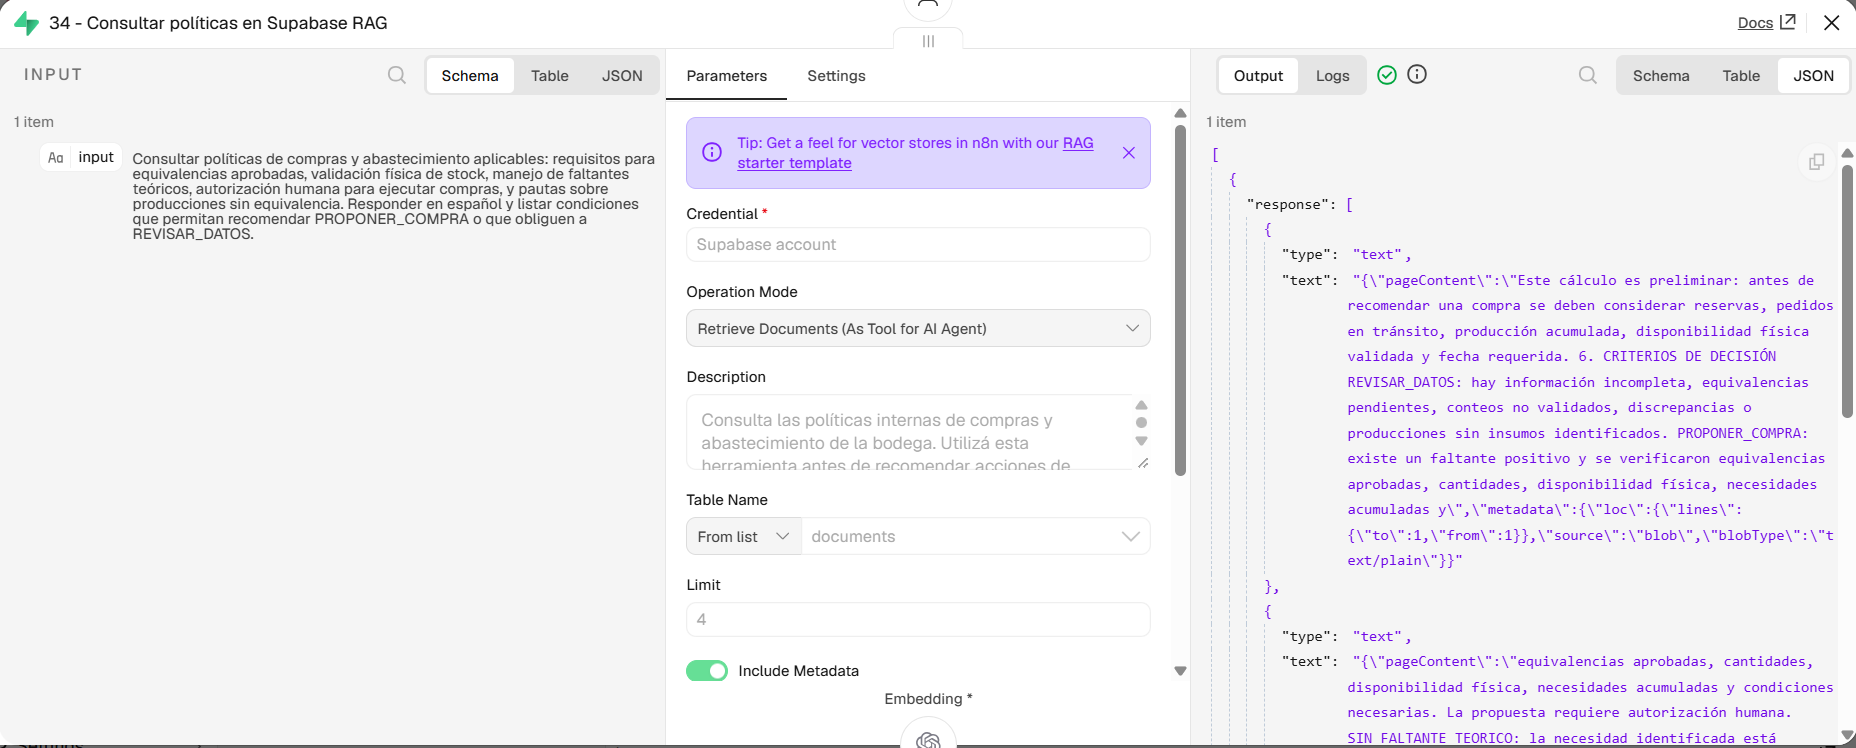 34 - Consultar políticas en Supabase RAG
Docs
INPUT
Schema
Table
JSON
1 item
Aa
input
Consultar políticas de compras y abastecimiento aplicables: requisitos para
equivalencias aprobadas, validación física de stock, manejo de faltantes
teóricos, autorización humana para ejecutar compras, y pautas sobre
producciones sin equivalencia. Responder en español y listar condiciones
que permitan recomendar PROPONER_COMPRA o que obliguen a
REVISAR_DATOS.
Parameters
Settings
Tip: Get a feel for vector stores in n8n with our RAG
starter template
Credential *
Supabase account
Operation Mode
Retrieve Documents (As Tool for AI Agent)
Description
Consulta las políticas internas de compras y
abastecimiento de la bodega. Utilizá esta
herramienta antes de recomendar acciones de
Table Name
From list
documents
Limit
4
Include Metadata
Embedding *
Output
Logs
Schema
Table
JSON
1 item
[
{
"response": [
{
"type": "text",
"text": "{\"pageContent\":\"Este cálculo es preliminar: antes de
recomendar una compra se deben considerar reservas, pedidos
en tránsito, producción acumulada, disponibilidad física
validada y fecha requerida. 6. CRITERIOS DE DECISIÓN
REVISAR_DATOS: hay información incompleta, equivalencias
pendientes, conteos no validados, discrepancias o
producciones sin insumos identificados. PROPONER_COMPRA:
existe un faltante positivo y se verificaron equivalencias
aprobadas, cantidades, disponibilidad física, necesidades
acumuladas y\",\"metadata\":{\"loc\":{\"lines\":
{\"to\":1,\"from\":1}},\"source\":\"blob\",\"blobType\":\"t
ext/plain\"}}"
},
{
"type": "text",
"text": "{\"pageContent\":\"equivalencias aprobadas, cantidades,
disponibilidad física, necesidades acumuladas y condiciones
necesarias. La propuesta requiere autorización humana.
SIN_FALTANTE_TEORICO: la necesidad identificada está